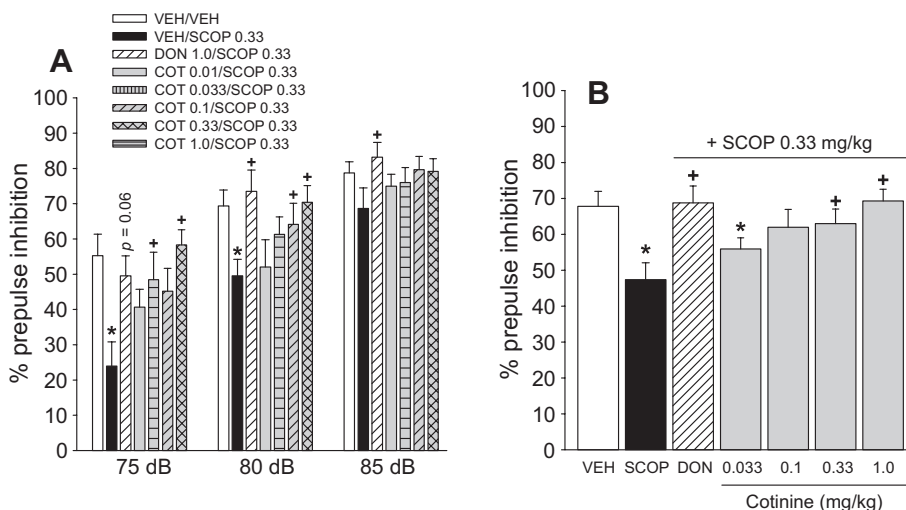 VEH/VEH
VEH/SCOP 0.33
DON 1.0/SCOP 0.33
COT 0.01/SCOP 0.33
COT 0.033/SCOP 0.33
COT 0.1/SCOP 0.33
COT 0.33/SCOP 0.33
COT 1.0/SCOP 0.33
A
% prepulse inhibition
100
90
80
70
60
50
40
30
20
10
0
*
p = 0.06
+
+
*
+
+
+
+
75 dB
80 dB
85 dB
B
+ SCOP 0.33 mg/kg
% prepulse inhibition
100
90
80
70
60
50
70
60
70
10
0
*
+
*
+
+
VEH
SCOP
DON
0.033
0.1
0.33
1.0
Cotinine (mg/kg)